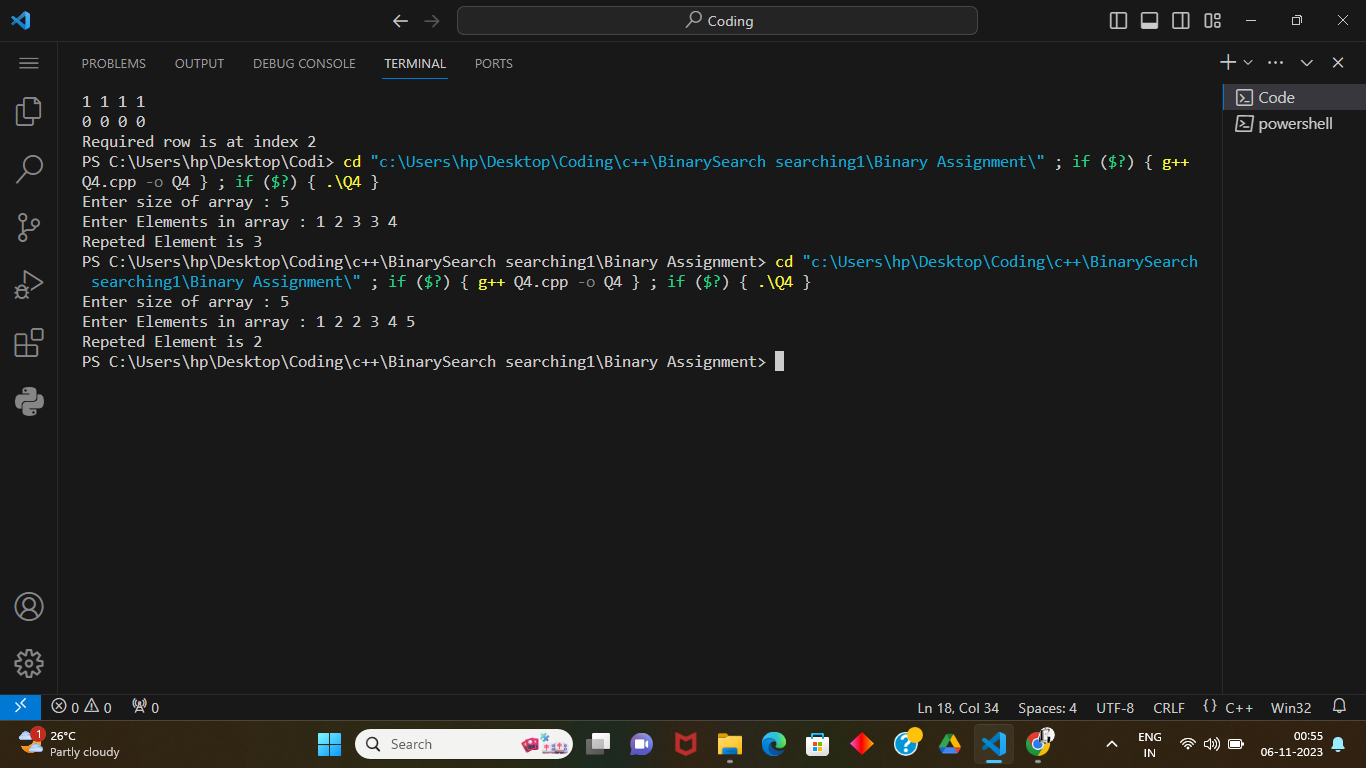 Coding
PROBLEMS OUTPUT DEBUG CONSOLE TERMINAL PORTS
1 1 1 1
0 0 0 0
Required row is at index 2
PS C:\Users\hp\Desktop\Codi> cd "c:\Users\hp\Desktop\Coding\c++\BinarySearch searching1\Binary Assignment\" ; if ($?) { g++
Q4.cpp -o Q4 } ; if ($?) { .\Q4 }
Enter size of array : 5
Enter Elements in array : 1 2 3 3 4
Repeted Element is 3
PS C:\Users\hp\Desktop\Coding\c++\BinarySearch searching1\Binary Assignment> cd "c:\Users\hp\Desktop\Coding\c++\BinarySearch
searching1\Binary Assignment\" ; if ($?) { g++ Q4.cpp -o Q4 } ; if ($?) { .\Q4 }
Enter size of array : 5
Enter Elements in array : 1 2 2 3 4 5
Repeted Element is 2
PS C:\Users\hp\Desktop\Coding\c++\BinarySearch searching1\Binary Assignment>
Code
powershell
0 0 0 Ln 18, Col 34 Spaces: 4 UTF-8 CRLF {} C++ Win32
1 26°C
Partly cloudy
Search
ENG
IN
00:55
06-11-2023